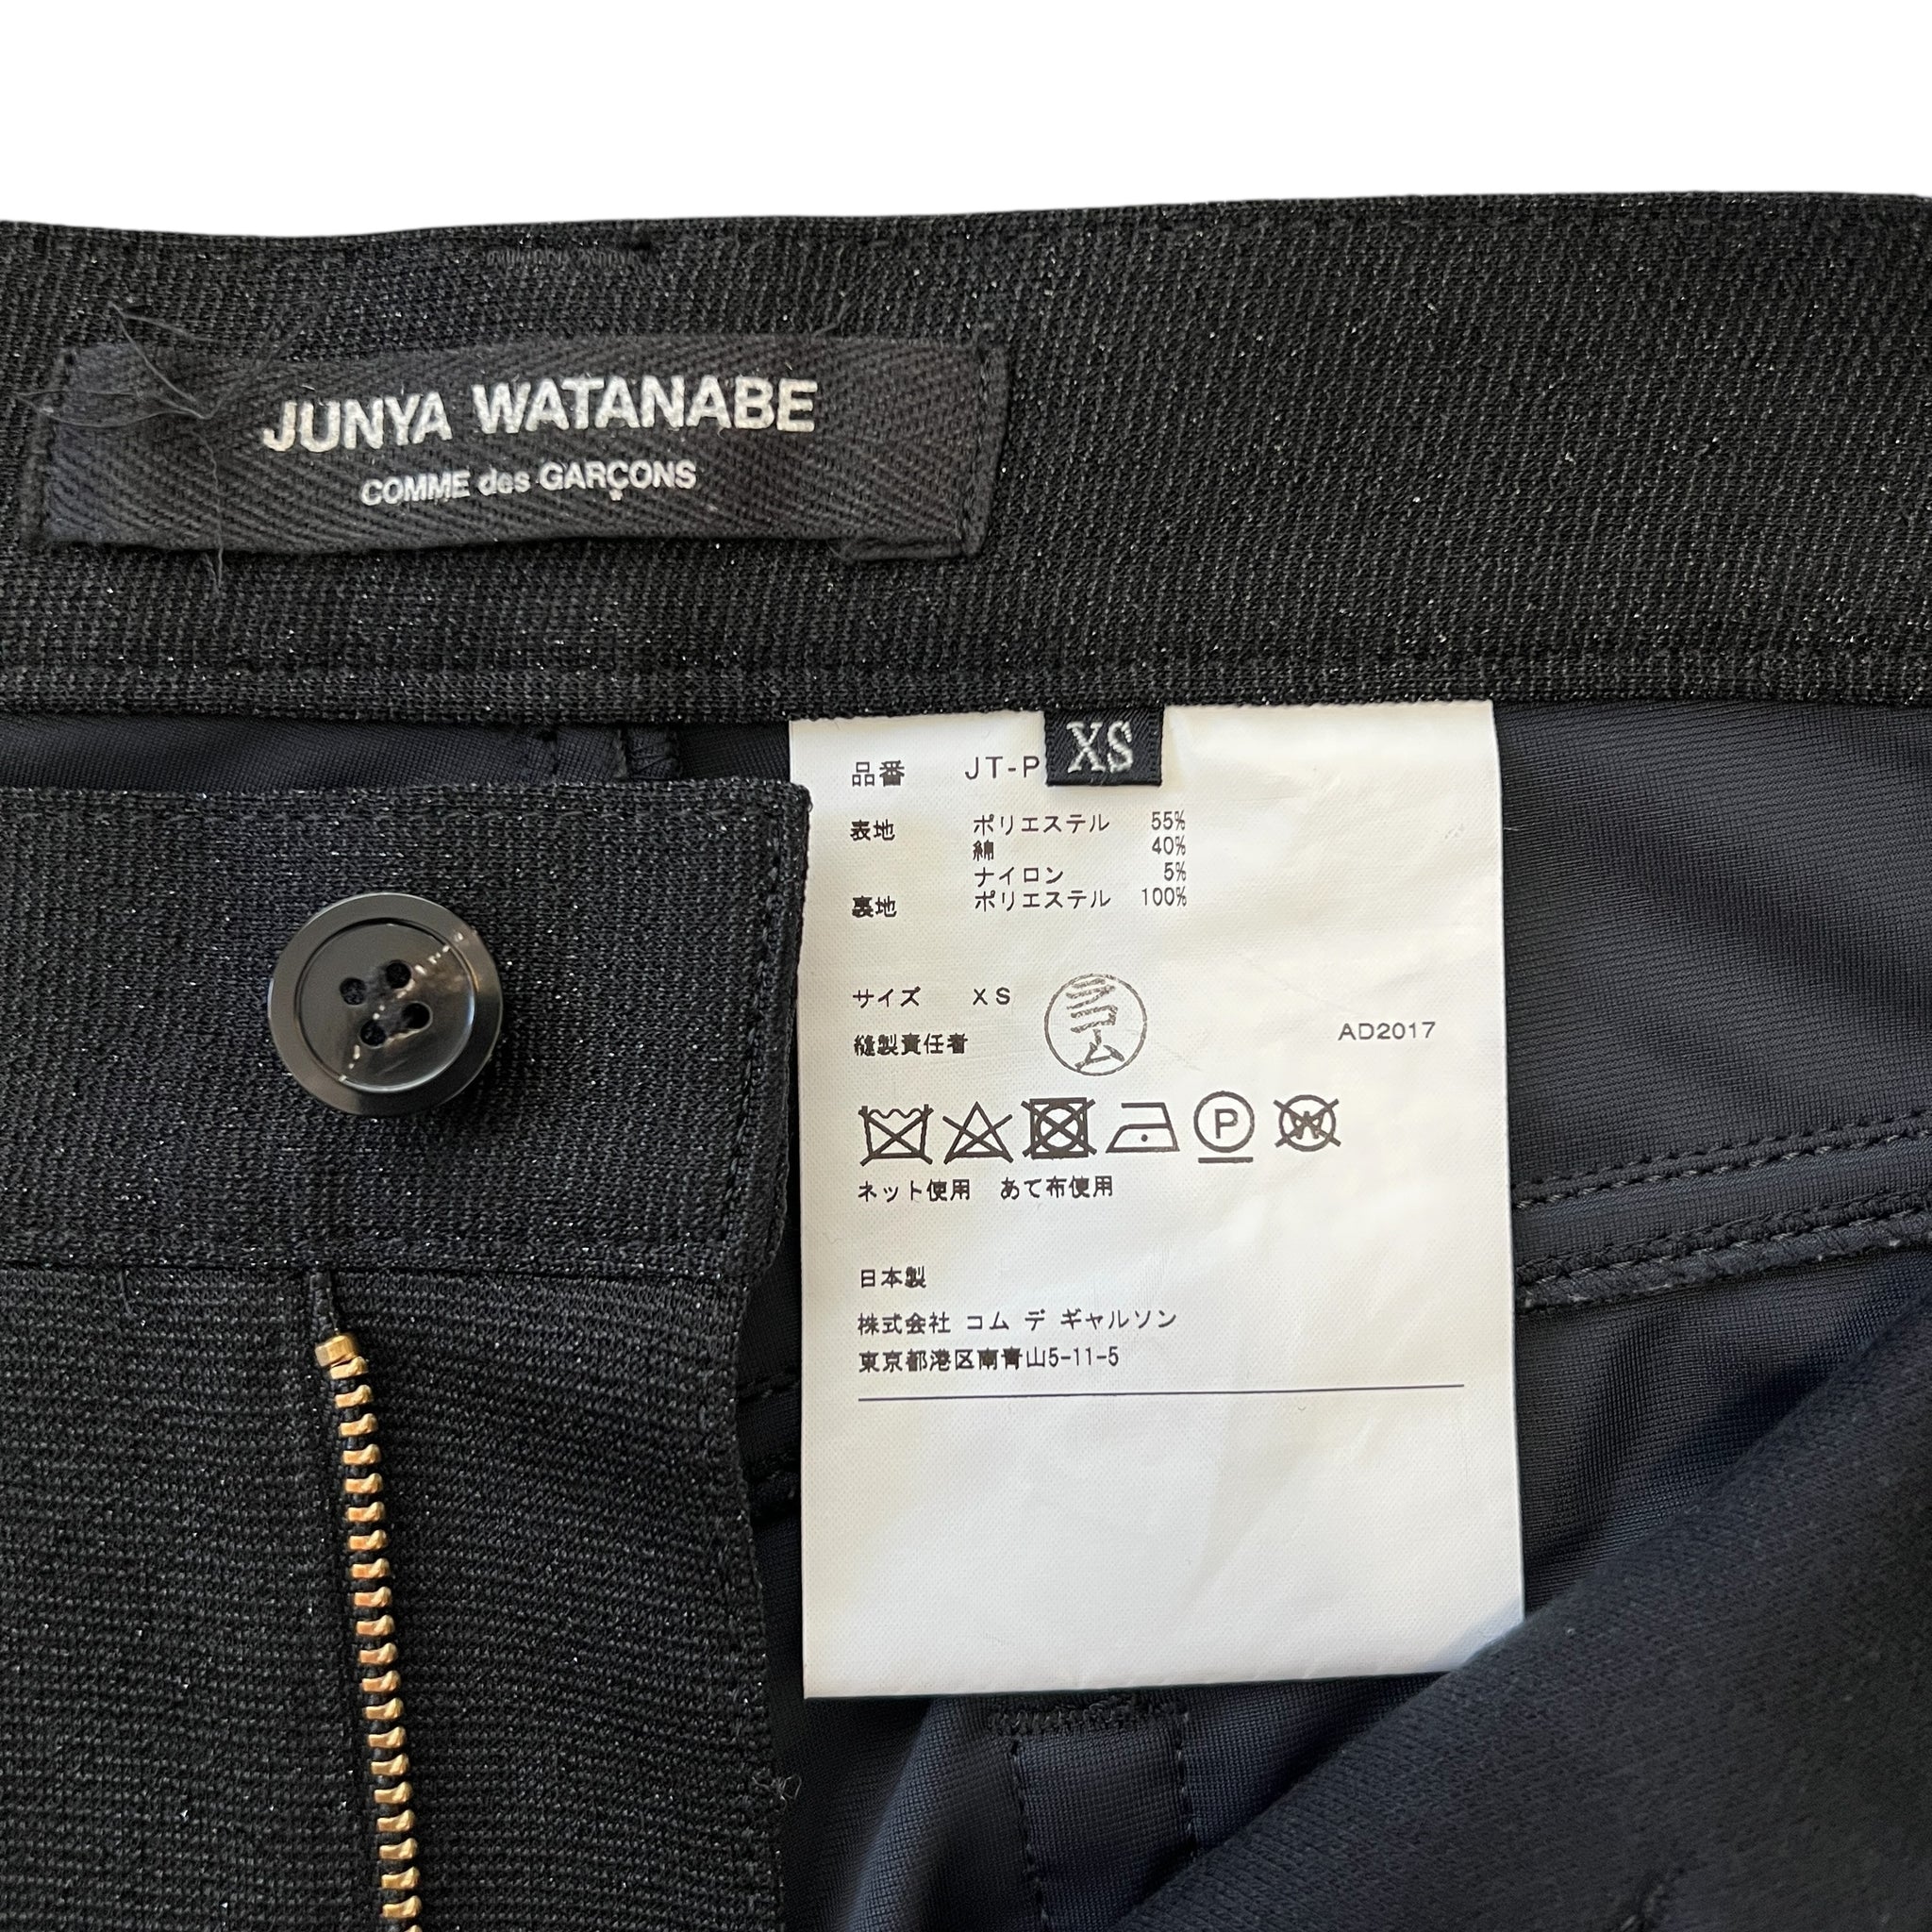 JUNYA WATANABE
COMME des GARÇONS
XS
品番 JT-P
表地 ポリエステル 55%
綿 40%
ナイロン 5%
裏地 ポリエステル 100%
サイズ XS
縫製責任者 ラコム AD2017
P W
ネット使用 あて布使用
日本製
株式会社 コム デ ギャルソン
東京都港区南青山5-11-5